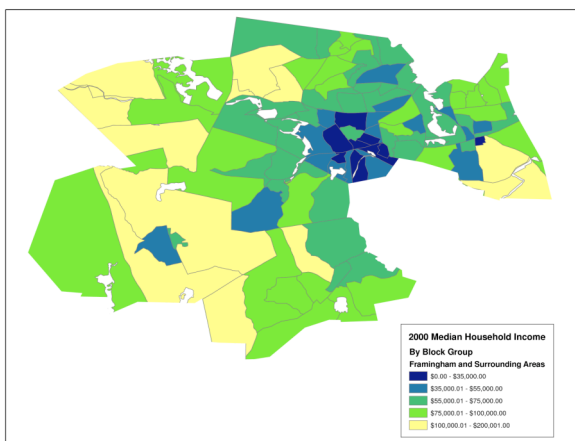 2000 Median Household Income
By Block Group
Framingham and Surrounding Areas
$0.00 - $35,000.00
$35,000.01 - $55,000.00
$55,000.01 - $75,000.00
$75,000.01 - $100,000.00
$100,000.01 - $200,001.00